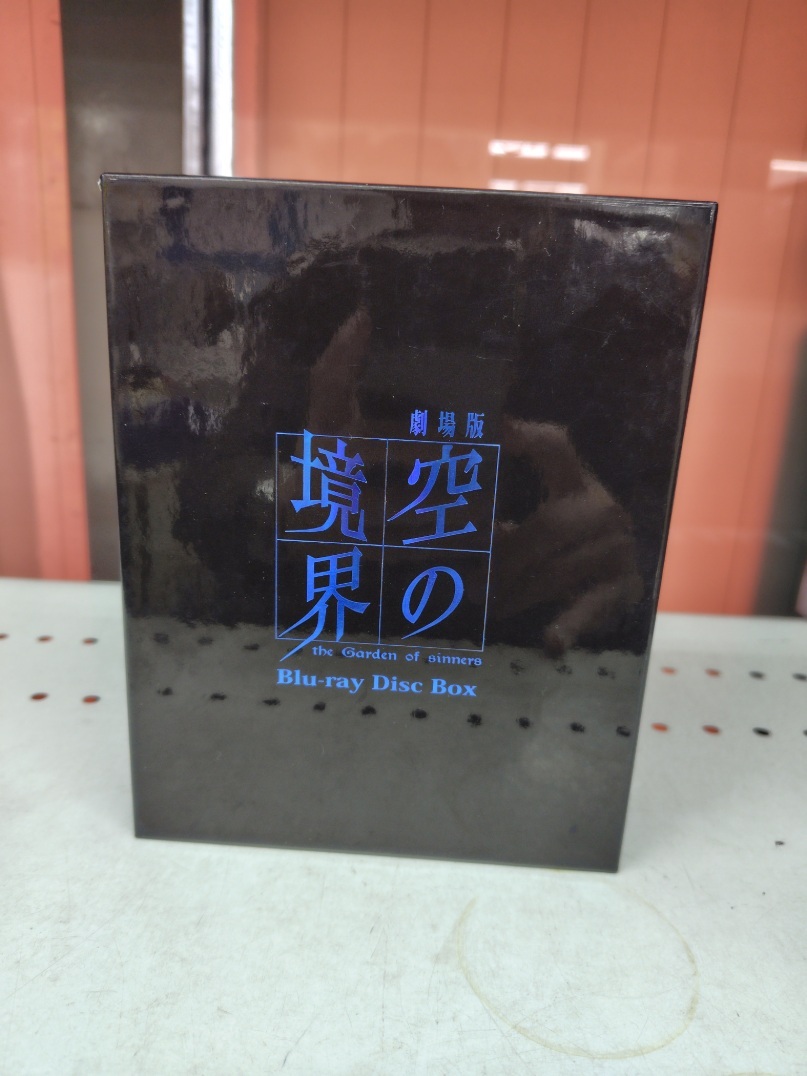 劇場版
空の
境界
the Garden of sinners
Blu-ray Disc Box